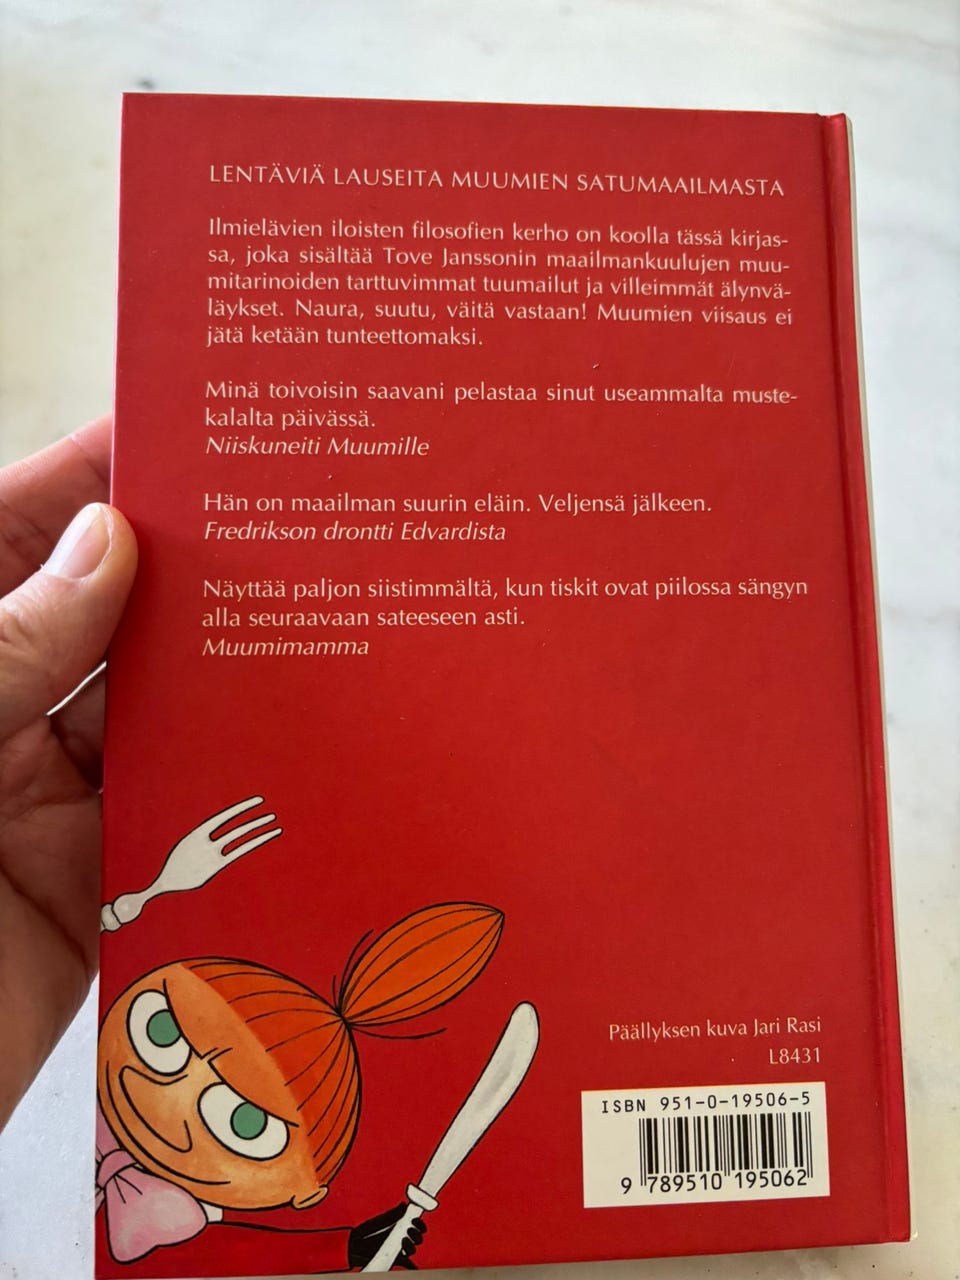 LENTÄVIÄ LAUSEITA MUUMIEN SATUMAAILMASTA
Ilmielävien iloisten filosofien kerho on koolla tässä kirjas-
sa, joka sisältää Tove Janssonin maailmankuulujen muu-
mitarinoiden tarttuvimmat tuumailut ja villeimmät älynvä-
läykset. Naura, suutu, väitä vastaan! Muumien viisaus ei
jätä ketään tunteettomaksi.
Minä toivoisin saavani pelastaa sinut useammalta muste-
kalalta päivässä.
Niiskuneiti Muumille
Hän on maailman suurin eläin. Veljensä jälkeen.
Fredrikson drontti Edvardista
Näyttää paljon siistimmältä, kun tiskit ovat piilossa sängyn
alla seuraavaan sateeseen asti.
Muumimamma
Päällyksen kuva Jari Rasi
L8431
ISBN 951-0-19506-5
9 789510 195062